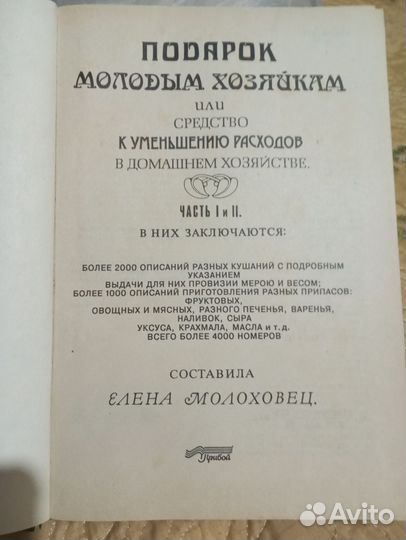 ПОДАРОК
МОЛОДЫМ ХОЗЯЙКАМ
ИЛИ
СРЕДСТВО
К УМЕНЬШЕНИЮ РАСХОДОВ
В ДОМАШНЕМ ХОЗЯЙСТВЕ.
ЧАСТЬ I и II.
В НИХ ЗАКЛЮЧАЮТСЯ:
БОЛЕЕ 2000 ОПИСАНИЙ РАЗНЫХ КУШАНИЙ С ПОДРОБНЫМ
УКАЗАНИЕМ
ВЫДАЧИ ДЛЯ НИХ ПРОВИЗИИ МЕРОЮ И ВЕСОМ;
БОЛЕЕ 1000 ОПИСАНИЙ ПРИГОТОВЛЕНИЯ РАЗНЫХ ПРИПАСОВ:
ФРУКТОВЫХ,
ОВОЩНЫХ И МЯСНЫХ, РАЗНОГО ПЕЧЕНЬЯ, ВАРЕНЬЯ,
НАЛИВОК, СЫРА
УКСУСА, КРАХМАЛА, МАСЛА и т. д.
ВСЕГО БОЛЕЕ 4000 НОМЕРОВ
СОСТАВИЛА
ЕЛЕНА МОЛОХОВЕЦ.
Прибой
Avito